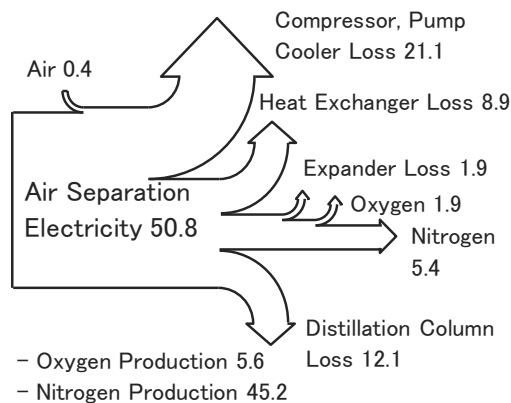 Compressor, Pump
Cooler Loss 21.1
Air 0.4
Heat Exchanger Loss 8.9
Expander Loss 1.9
Air Separation
Electricity 50.8
Oxygen 1.9
Nitrogen
5.4
Distillation Column
Loss 12.1
- Oxygen Production 5.6
- Nitrogen Production 45.2